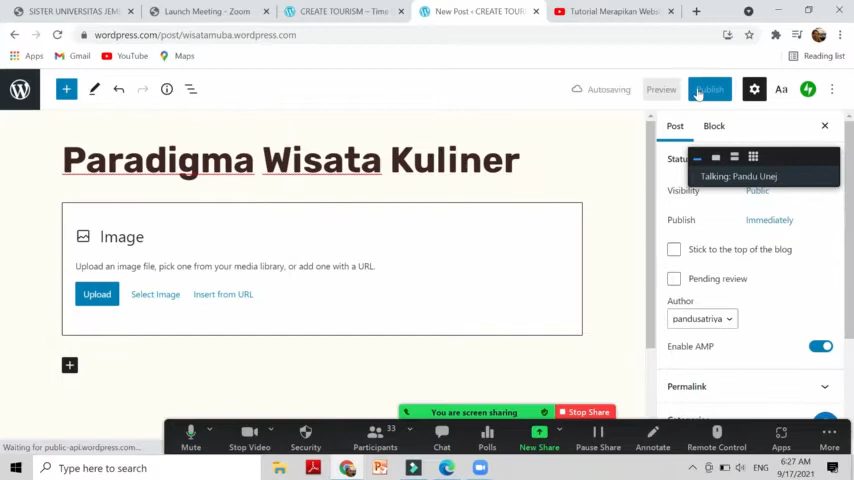 SISTER UNIVERSITAS JEM
Launch Meeting - Zoom
CREATE TOURISM – Time
New Post ‹ CREATE TOUR
Tutorial Merapikan Web
wordpress.com/post/wisatamuba.wordpress.com
Apps
Gmail
YouTube
Maps
Reading list
Autosaving
Preview
Publish
Aa
Paradigma Wisata Kuliner
Post
Block
Talking: Pandu Unej
Visibility
Public
Publish
Immediately
Stick to the top of the blog
Pending review
Author
pandusatriya
Enable AMP
Permalink
Image
Upload an image file, pick one from your media library, or add one with a URL.
Upload
Select Image
Insert from URL
You are screen sharing
Stop Share
Mute
Stop Video
Security
Participants
33
Chat
Polls
New Share
Pause Share
Annotate
Remote Control
Apps
More
Waiting for public-api.wordpress.com...
Type here to search
ENG
6:27 AM
9/17/2021